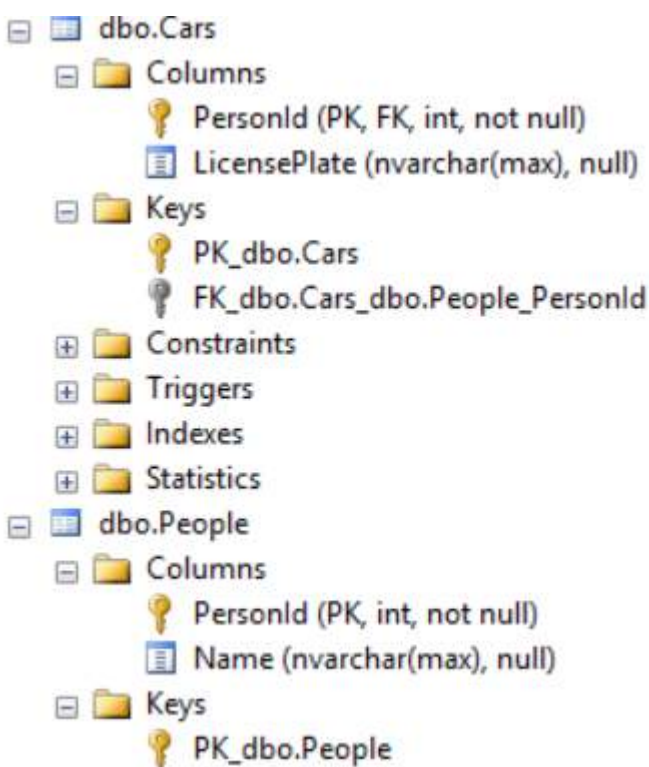 dbo.Cars
Columns
PersonId (PK, FK, int, not null)
LicensePlate (nvarchar(max), null)
Keys
PK_dbo.Cars
FK_dbo.Cars_dbo.People_PersonId
Constraints
Triggers
Indexes
Statistics
dbo.People
Columns
PersonId (PK, int, not null)
Name (nvarchar(max), null)
Keys
PK_dbo.People